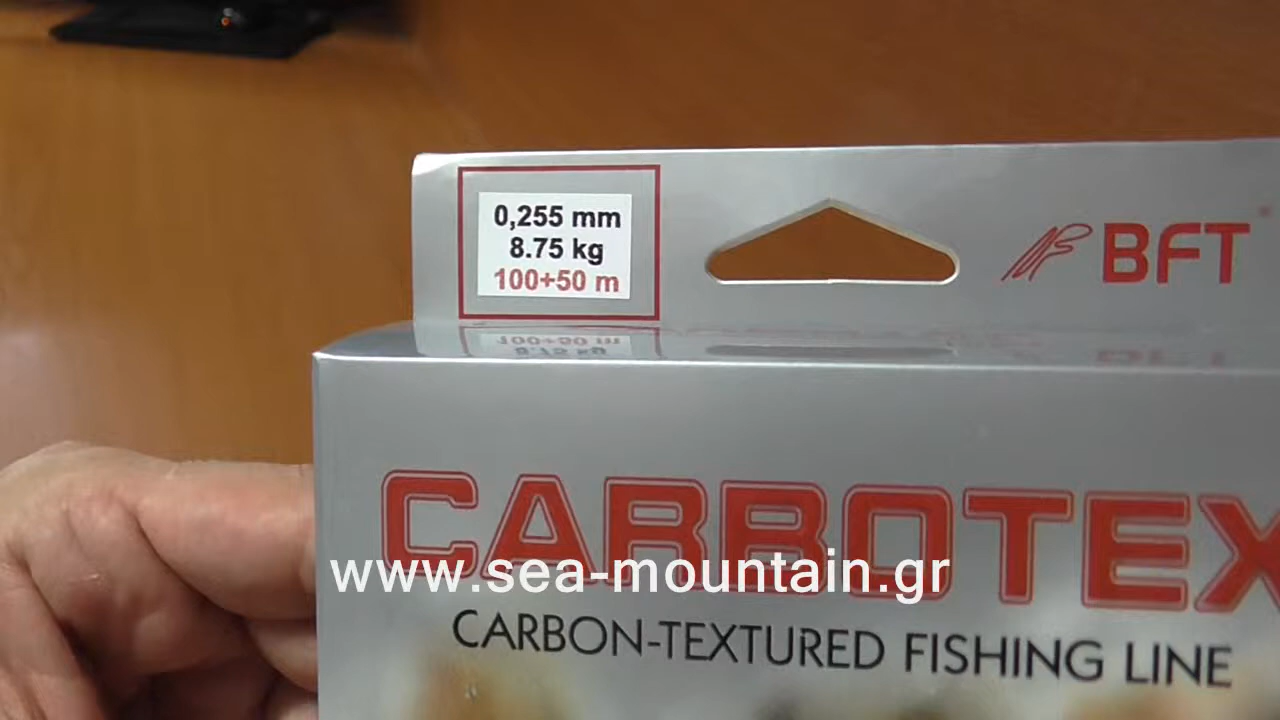 0,255 mm
8.75 kg
100+50 m
BFT
CARBOTEX
www.sea-mountain.gr
CARBON-TEXTURED FISHING LINE